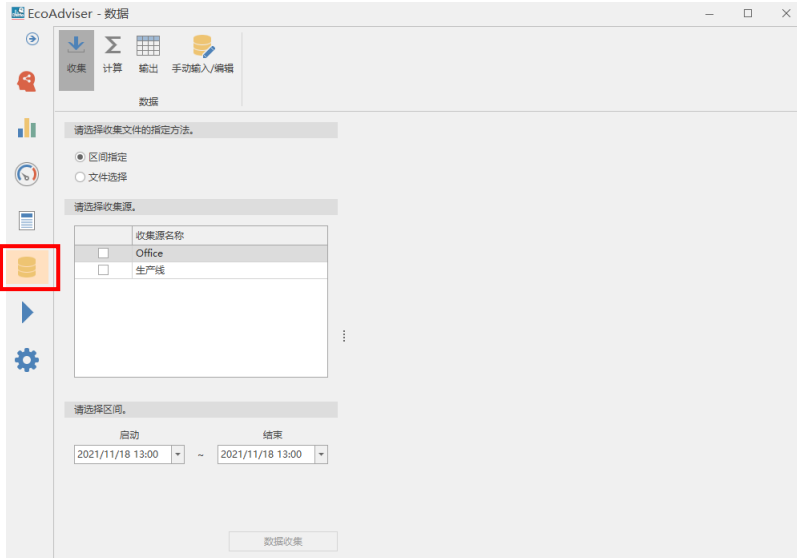 EcoAdviser - 数据
收集 计算 输出 手动输入/编辑
数据
请选择收集文件的指定方法。
区间指定
文件选择
请选择收集源。
收集源名称
Office
生产线
请选择区间。
启动 结束
2021/11/18 13:00 ~ 2021/11/18 13:00
数据收集